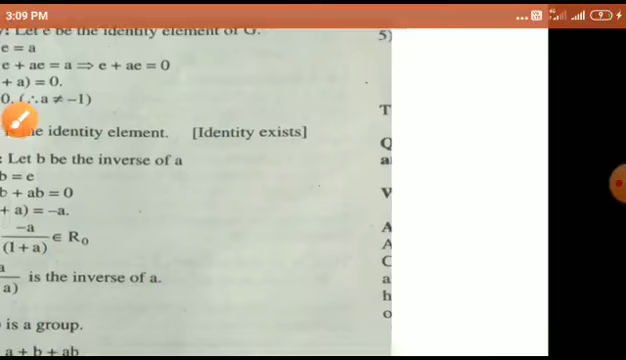 3:09 PM
: Let e be the identity element of G.
e = a
e + ae = a ⇒ e + ae = 0
+ a) = 0.
0. (∴ a ≠ −1)
the identity element. [Identity exists]
: Let b be the inverse of a
b = e
b + ab = 0
+ a) = −a.
−a/(1 + a) ∈ R₀
a) is the inverse of a.
is a group.
a + b + ab
5)
T
Q
a
V
A
A
C
a
h
o